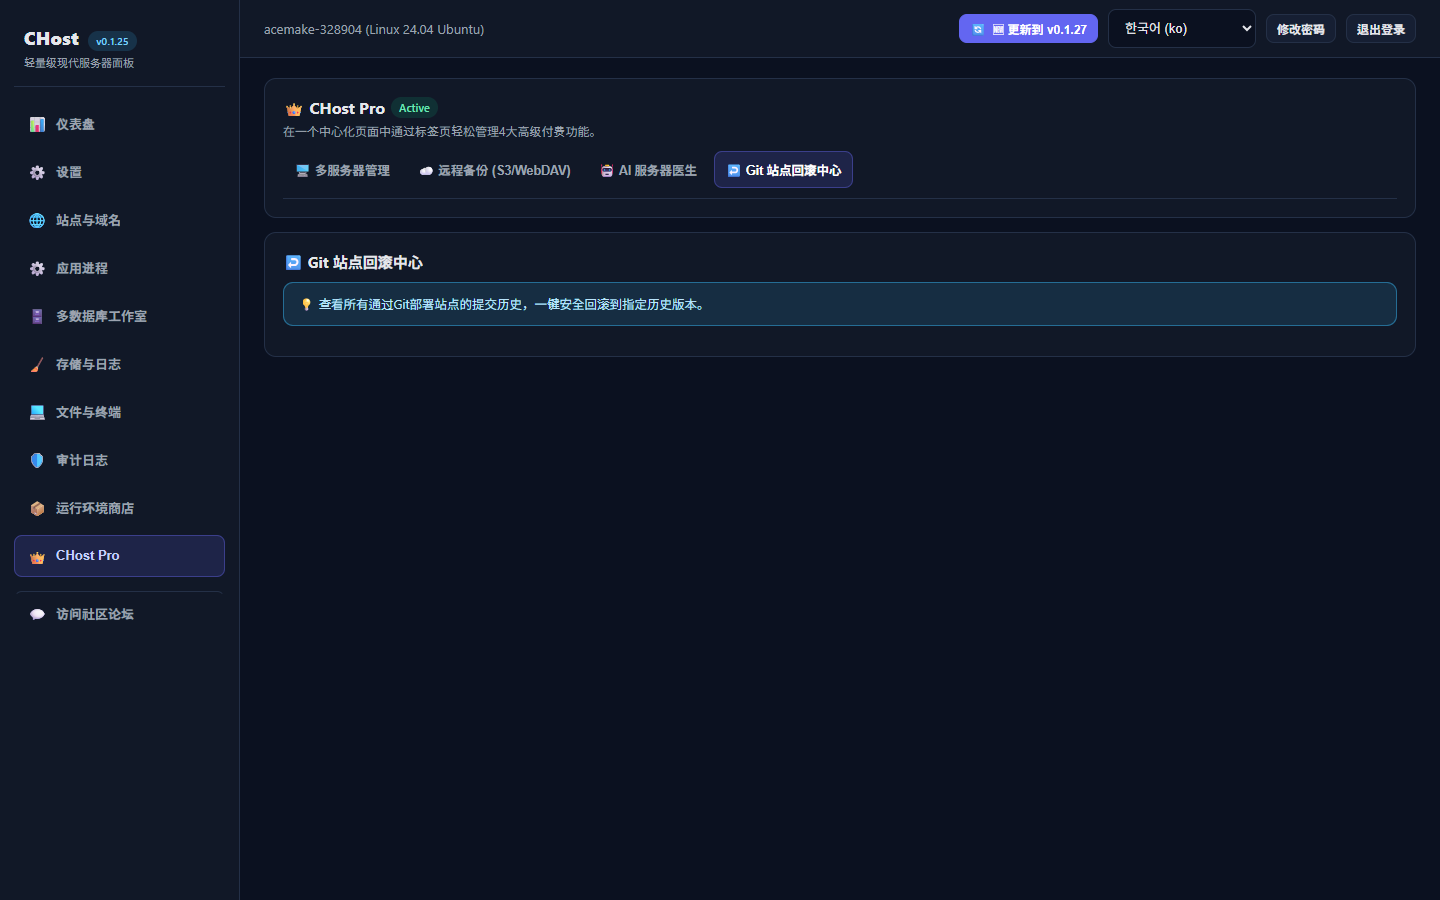 CHost v0.1.25
轻量级现代服务器面板
仪表盘
设置
站点与域名
应用进程
多数据库工作室
存储与日志
文件与终端
审计日志
运行环境商店
CHost Pro
访问社区论坛
acemake-328904 (Linux 24.04 Ubuntu)
🔄 🆕 更新到 v0.1.27
한국어 (ko)
修改密码
退出登录
CHost Pro Active
在一个中心化页面中通过标签页轻松管理4大高级付费功能。
多服务器管理
远程备份 (S3/WebDAV)
AI 服务器医生
Git 站点回滚中心
Git 站点回滚中心
查看所有通过Git部署站点的提交历史，一键安全回滚到指定历史版本。